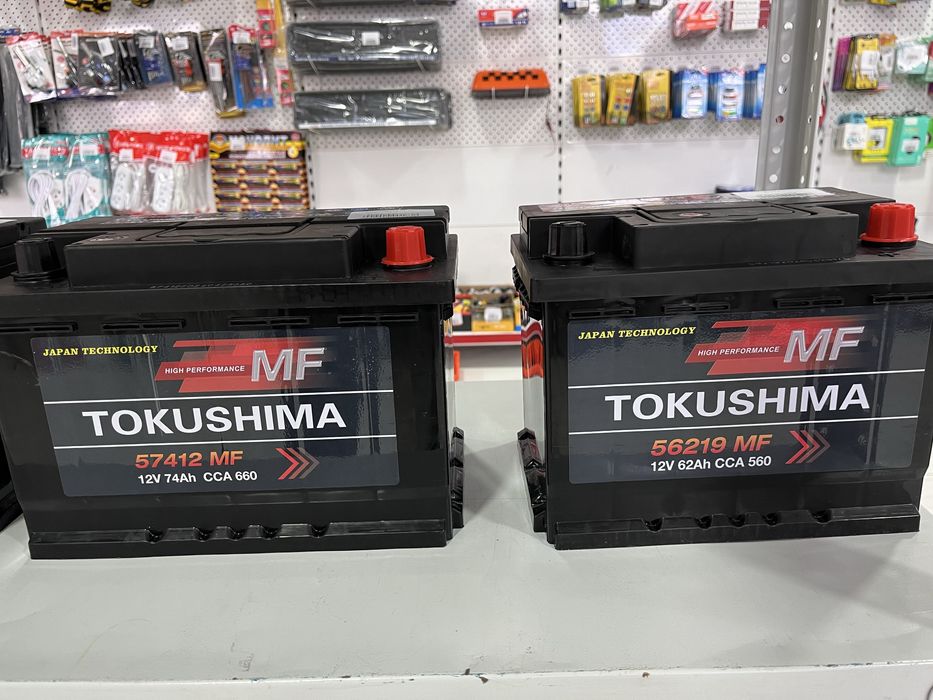 JAPAN TECHNOLOGY
HIGH PERFORMANCE MF
TOKUSHIMA
57412 MF
12V 74Ah CCA 660
JAPAN TECHNOLOGY
HIGH PERFORMANCE MF
TOKUSHIMA
56219 MF
12V 62Ah CCA 560